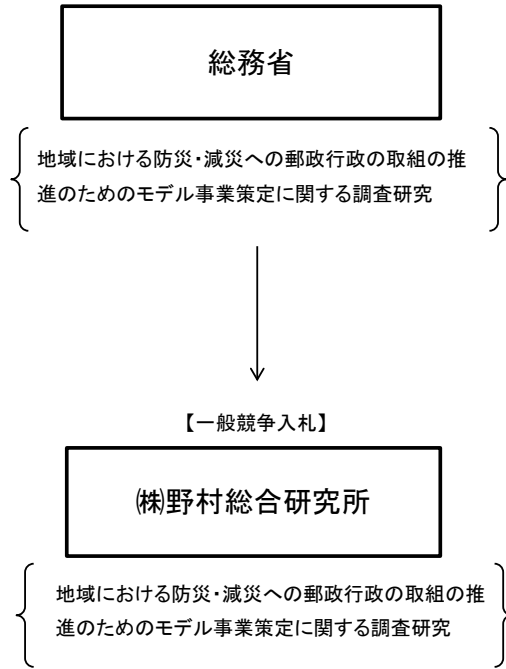 総務省
地域における防災・減災への郵政行政の取組の推
進のためのモデル事業策定に関する調査研究
【一般競争入札】
㈱野村総合研究所
地域における防災・減災への郵政行政の取組の推
進のためのモデル事業策定に関する調査研究